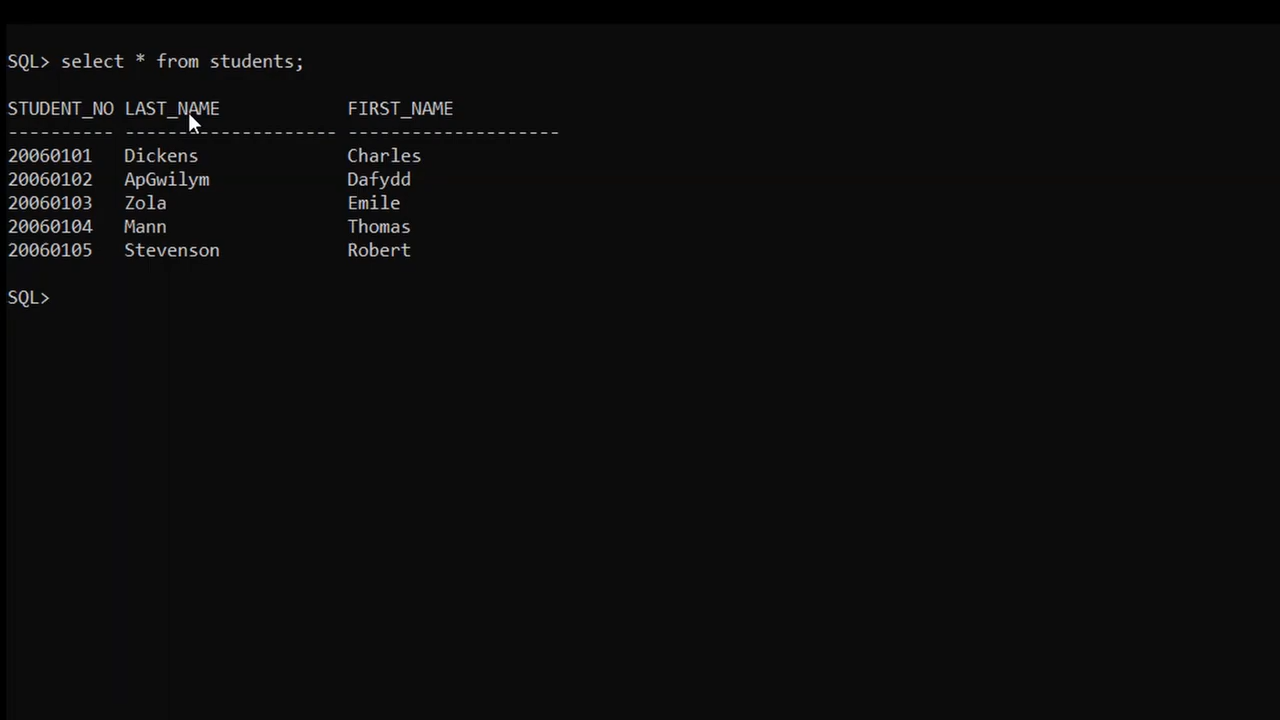 SQL> select * from students;
STUDENT_NO LAST_NAME            FIRST_NAME
---------- -------------------- --------------------
20060101   Dickens              Charles
20060102   ApGwilym             Dafydd
20060103   Zola                 Emile
20060104   Mann                 Thomas
20060105   Stevenson            Robert
SQL>